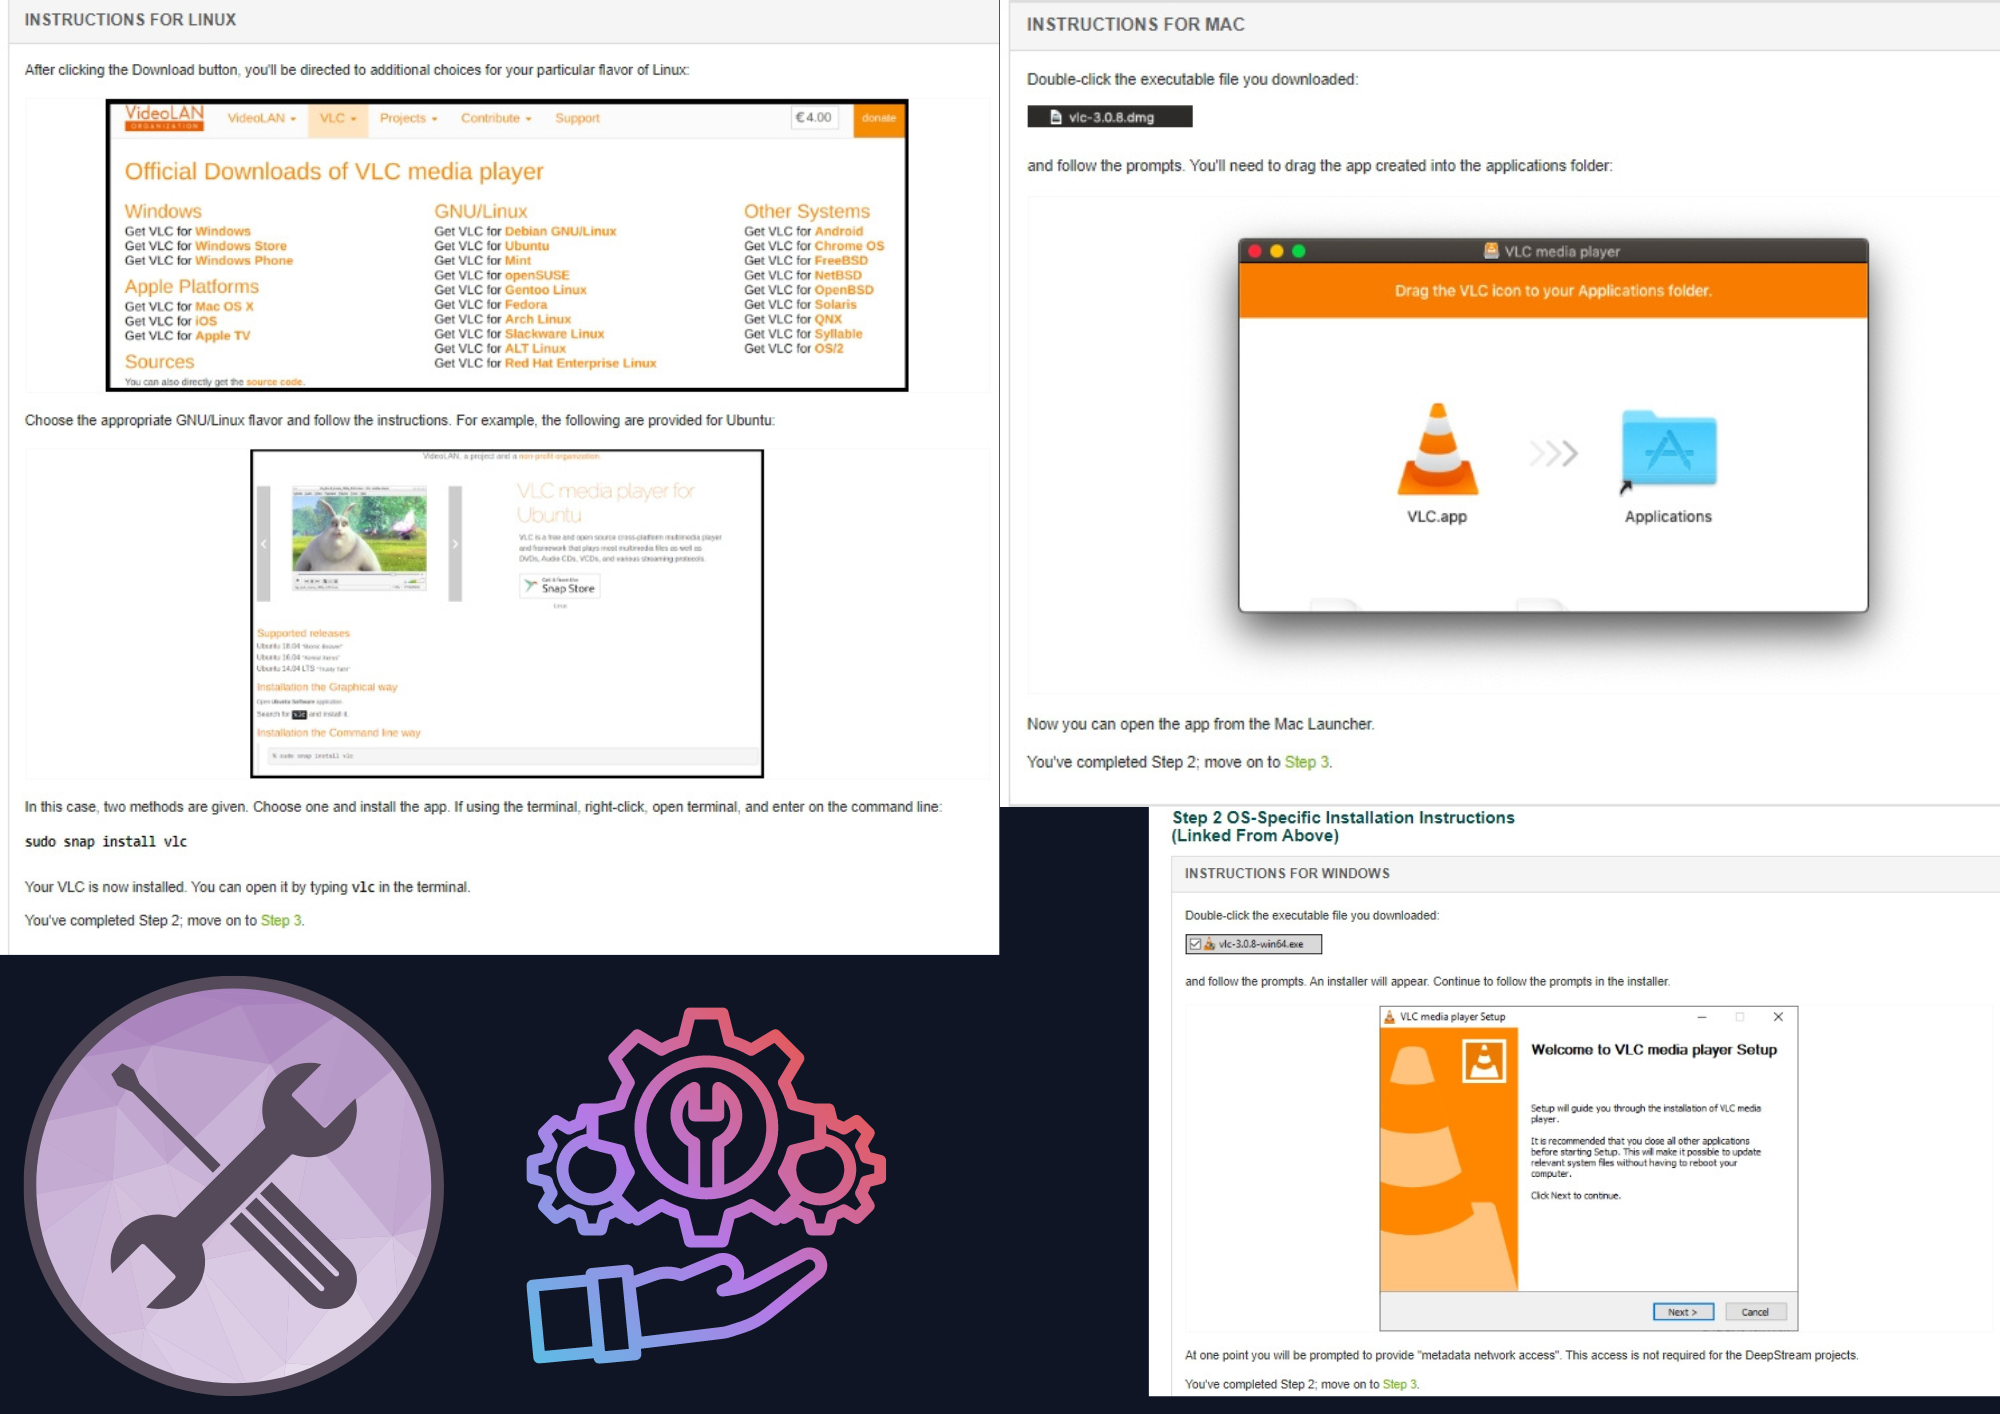 INSTRUCTIONS FOR LINUX
After clicking the Download button, you'll be directed to additional choices for your particular flavor of Linux:
VideoLAN
ORGANIZATION
VideoLAN
VLC
Projects
Contribute
Support
€ 4.00
donate
Official Downloads of VLC media player
Windows
Get VLC for Windows
Get VLC for Windows Store
Get VLC for Windows Phone
Apple Platforms
Get VLC for Mac OS X
Get VLC for iOS
Get VLC for Apple TV
Sources
You can also directly get the source code.
GNU/Linux
Get VLC for Debian GNU/Linux
Get VLC for Ubuntu
Get VLC for Mint
Get VLC for openSUSE
Get VLC for Gentoo Linux
Get VLC for Fedora
Get VLC for Arch Linux
Get VLC for Slackware Linux
Get VLC for ALT Linux
Get VLC for Red Hat Enterprise Linux
Other Systems
Get VLC for Android
Get VLC for Chrome OS
Get VLC for FreeBSD
Get VLC for NetBSD
Get VLC for OpenBSD
Get VLC for Solaris
Get VLC for QNX
Get VLC for Syllable
Get VLC for OS/2
Choose the appropriate GNU/Linux flavor and follow the instructions. For example, the following are provided for Ubuntu:
VideoLAN, a project and a non-profit organization.
VLC media player for
Ubuntu
VLC is a free and open source cross-platform multimedia player
and framework that plays most multimedia files as well as
DVDs, Audio CDs, VCDs, and various streaming protocols.
Get it from the
Snap Store
Linux
Supported releases
Ubuntu 18.04 "Bionic Beaver"
Ubuntu 16.04 "Xenial Xerus"
Ubuntu 14.04 LTS "Trusty Tahr"
Installation the Graphical way
Open Ubuntu Software application.
Search for vlc and install it.
Installation the Command line way
% sudo snap install vlc
In this case, two methods are given. Choose one and install the app. If using the terminal, right-click, open terminal, and enter on the command line:
sudo snap install vlc
Your VLC is now installed. You can open it by typing vlc in the terminal.
You've completed Step 2; move on to Step 3.
INSTRUCTIONS FOR MAC
Double-click the executable file you downloaded:
vlc-3.0.8.dmg
and follow the prompts. You'll need to drag the app created into the applications folder:
VLC media player
Drag the VLC icon to your Applications folder.
VLC.app
Applications
Now you can open the app from the Mac Launcher.
You've completed Step 2; move on to Step 3.
Step 2 OS-Specific Installation Instructions
(Linked From Above)
INSTRUCTIONS FOR WINDOWS
Double-click the executable file you downloaded:
vlc-3.0.8-win64.exe
and follow the prompts. An installer will appear. Continue to follow the prompts in the installer.
VLC media player Setup
Welcome to VLC media player Setup
Setup will guide you through the installation of VLC media
player.
It is recommended that you close all other applications
before starting Setup. This will make it possible to update
relevant system files without having to reboot your
computer.
Click Next to continue.
Next >
Cancel
At one point you will be prompted to provide "metadata network access". This access is not required for the DeepStream projects.
You've completed Step 2; move on to Step 3.